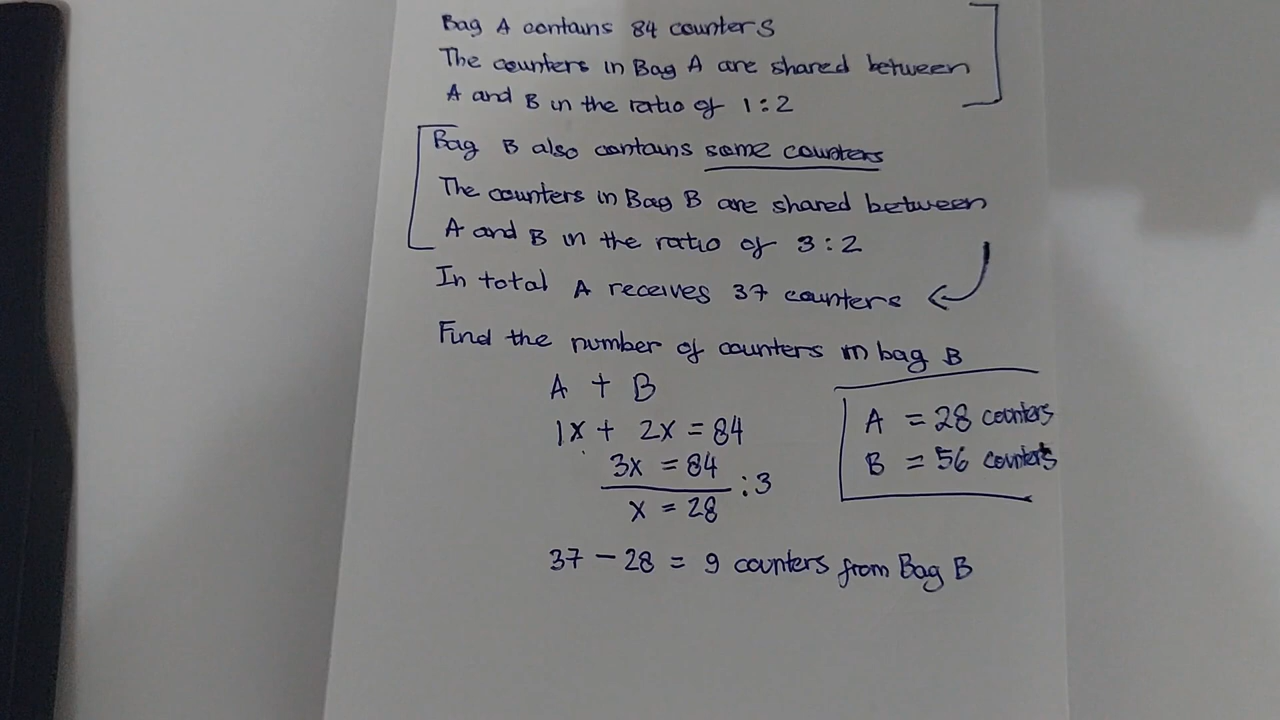 Bag A contains 84 counters
The counters in Bag A are shared between
A and B in the ratio of 1:2
Bag B also contains some counters
The counters in Bag B are shared between
A and B in the ratio of 3:2
In total A receives 37 counters
Find the number of counters in bag B
A + B
1x + 2x = 84
3x = 84
:3
x = 28
A = 28 counters
B = 56 counters
37 - 28 = 9 counters from Bag B